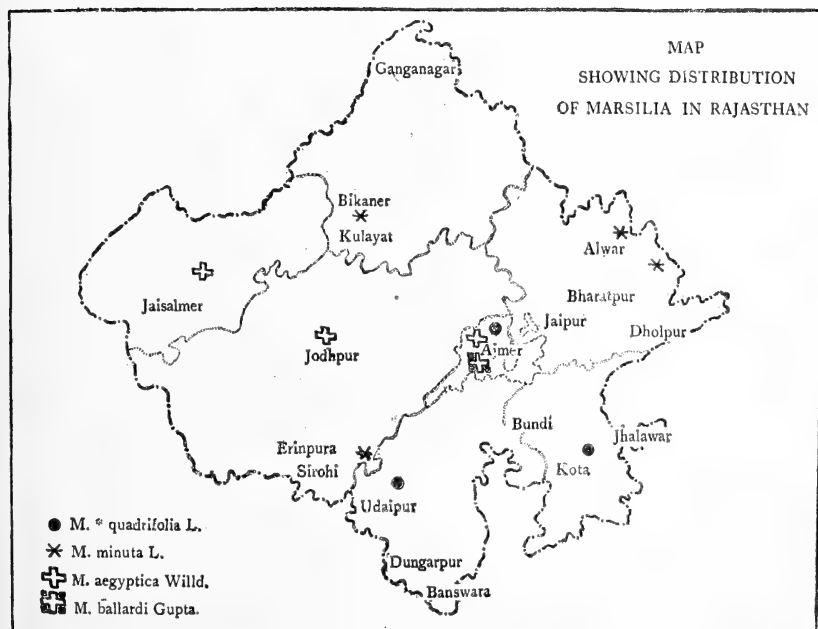 MAP
SHOWING DISTRIBUTION
OF MARSILIA IN RAJASTHAN
Ganganagar
Bikaner
Kulayat
Alwar
Jaisalmer
Bharatpur
Jaipur
Dholpur
Jodhpur
Ajmer
Bundi
Jhalawar
Erinpura
Sirohi
Kota
Udaipur
Dungarpur
Banswara
M. * quadrifolia L.
M. minuta L.
M. aegyptica Willd.
M. ballardi Gupta.